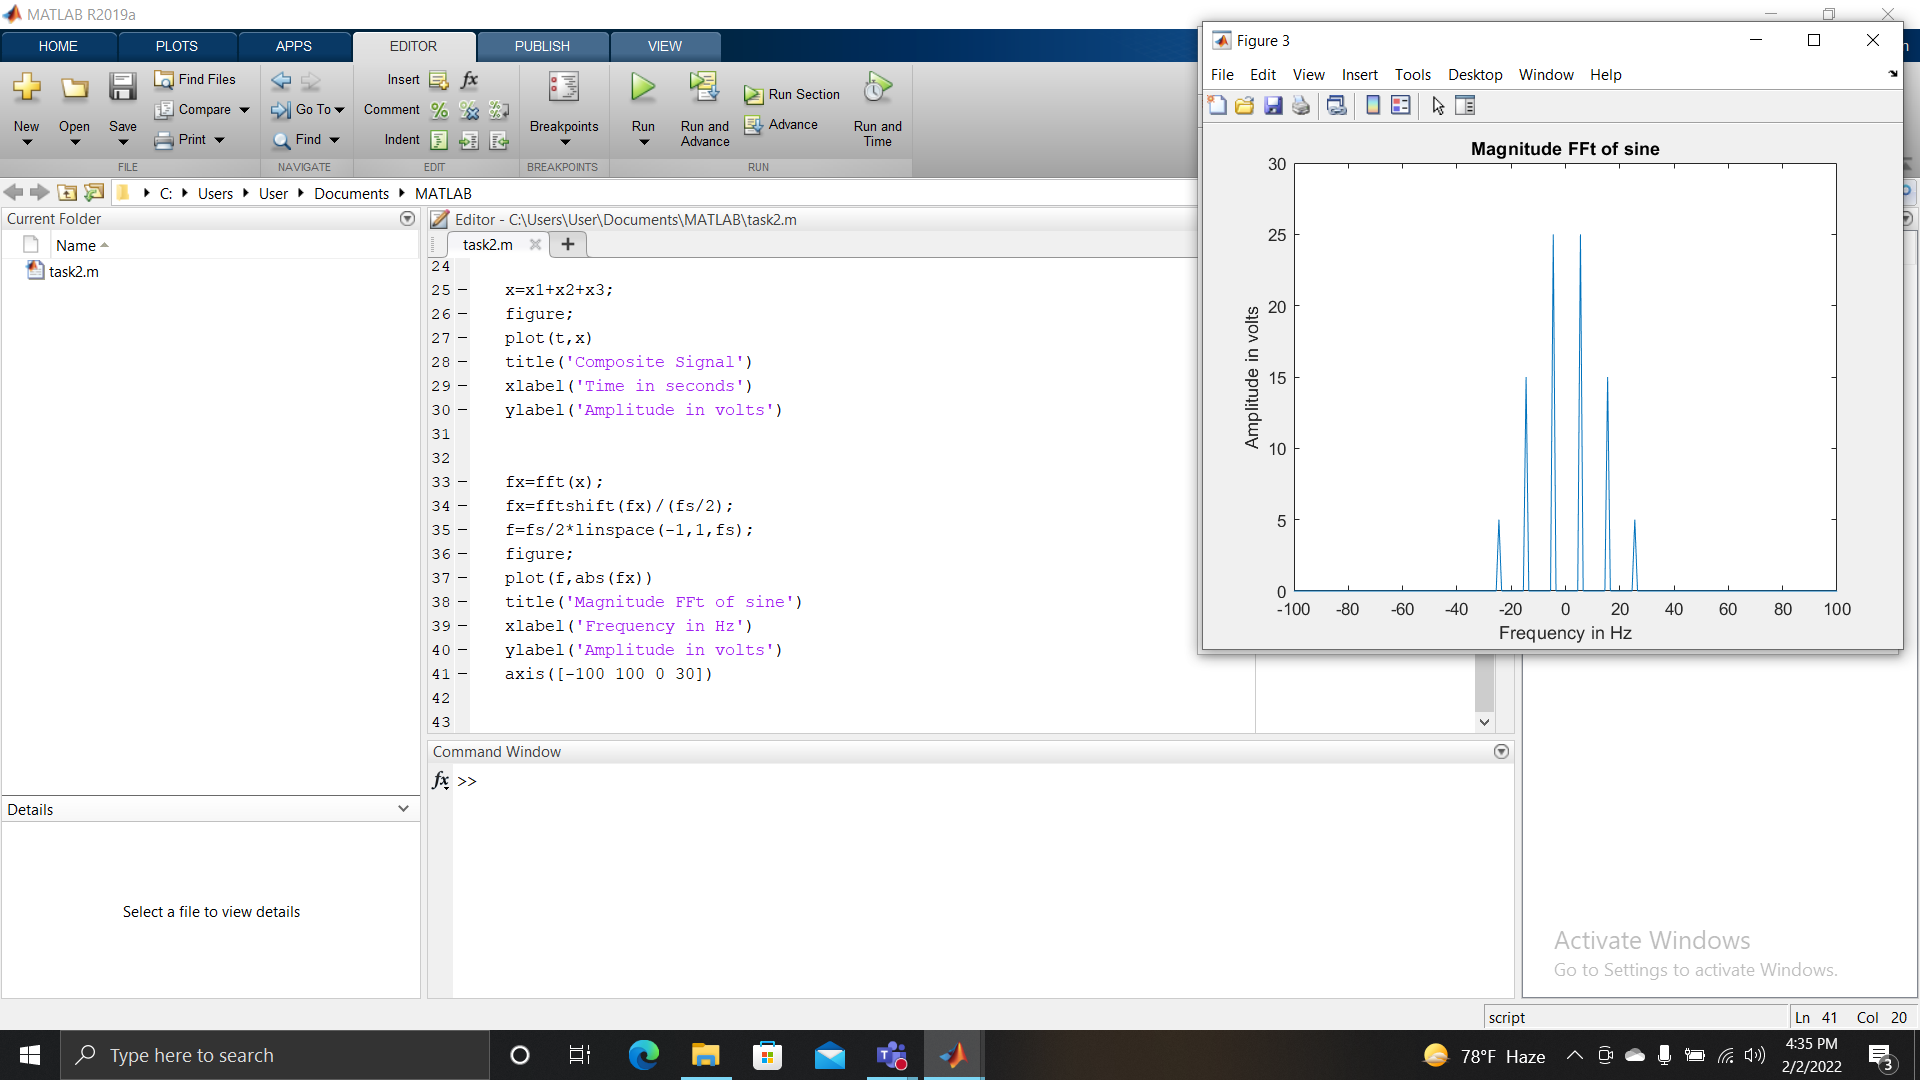 MATLAB R2019a
HOME PLOTS APPS EDITOR PUBLISH VIEW
New
Open
Save
Find Files
Compare
Print
FILE
Go To
Find
NAVIGATE
Insert fx
Comment
Indent
EDIT
Breakpoints
BREAKPOINTS
Run
Run and
Advance
Run Section
Advance
Run and
Time
RUN
C: Users User Documents MATLAB
Current Folder
Name
task2.m
Details
Select a file to view details
Editor - C:\Users\User\Documents\MATLAB\task2.m
task2.m
24
25 – x=x1+x2+x3;
26 – figure;
27 – plot(t,x)
28 – title('Composite Signal')
29 – xlabel('Time in seconds')
30 – ylabel('Amplitude in volts')
31
32
33 – fx=fft(x);
34 – fx=fftshift(fx)/(fs/2);
35 – f=fs/2*linspace(-1,1,fs);
36 – figure;
37 – plot(f,abs(fx))
38 – title('Magnitude FFt of sine')
39 – xlabel('Frequency in Hz')
40 – ylabel('Amplitude in volts')
41 – axis([-100 100 0 30])
42
43
Command Window
fx >>
Figure 3
File Edit View Insert Tools Desktop Window Help
Magnitude FFt of sine
Amplitude in volts
30
25
20
15
10
5
0
-100 -80 -60 -40 -20 0 20 40 60 80 100
Frequency in Hz
Activate Windows
Go to Settings to activate Windows.
script
Ln 41 Col 20
Type here to search
78°F Haze
4:35 PM
2/2/2022
3